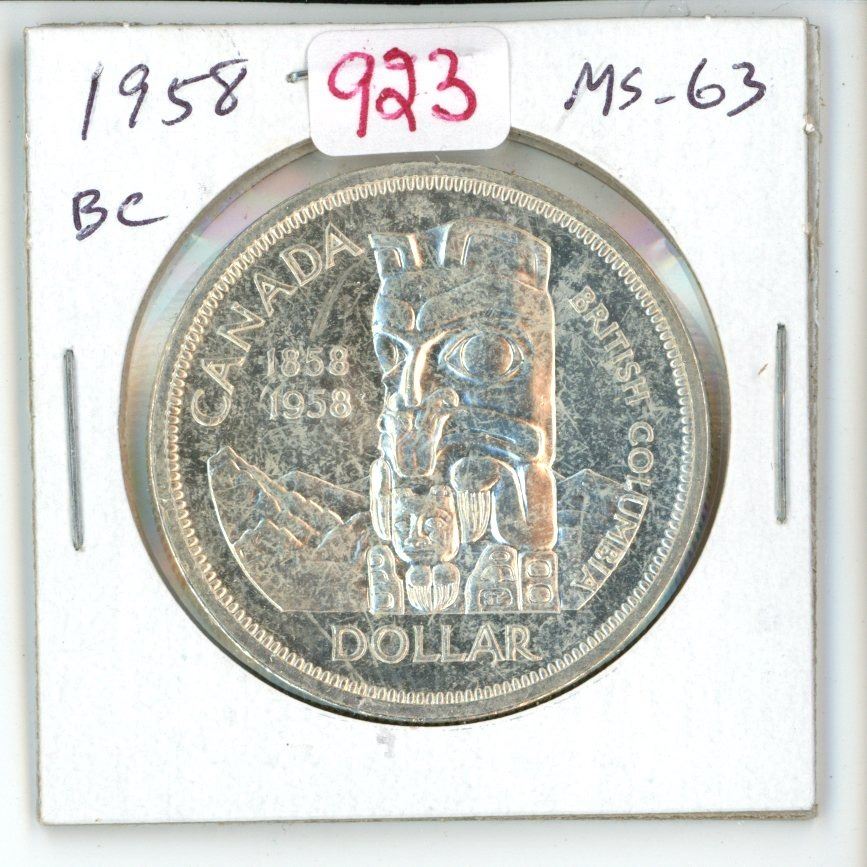 1958 - 923 MS-63
BC
CANADA
1858
1958
BRITISH COLUMBIA
DOLLAR